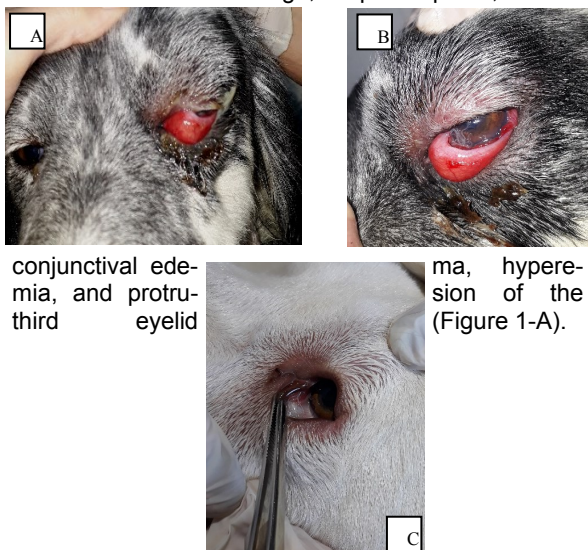 A
B
conjunctival ede-
mia, and protru-
third eyelid
ma, hypere-
sion of the
(Figure 1-A).
C